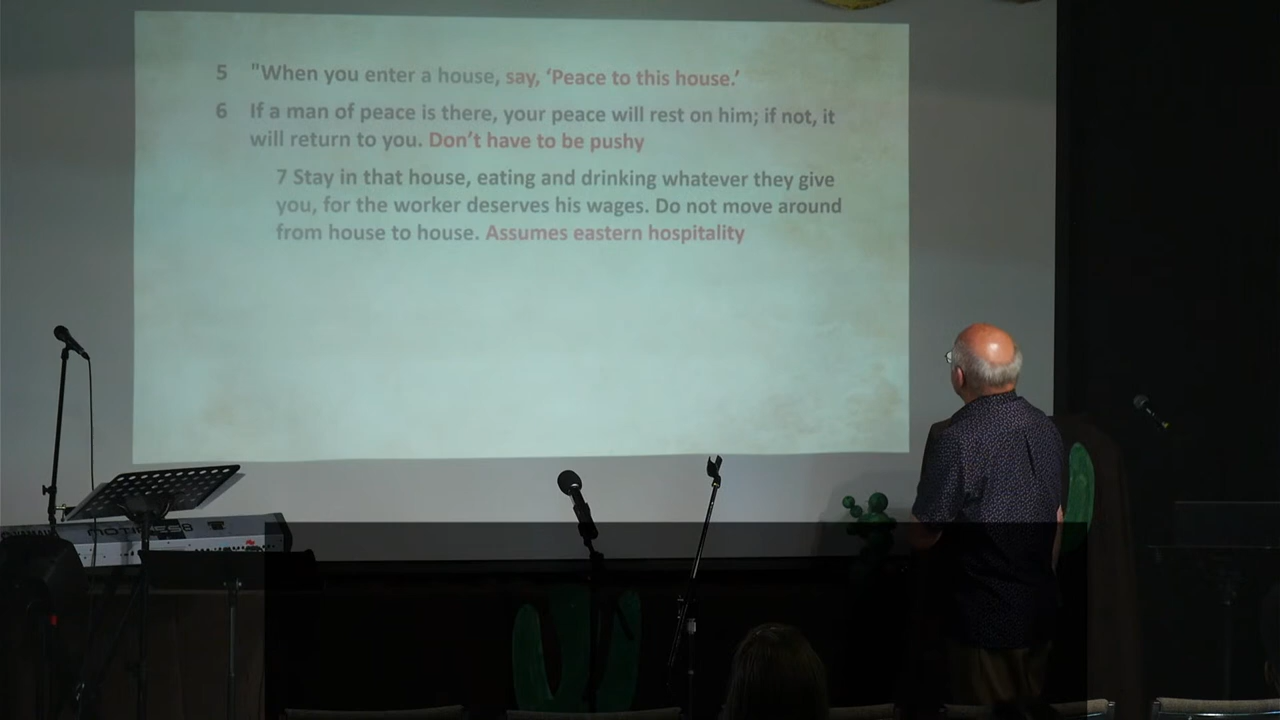 5 "When you enter a house, say, ‘Peace to this house.’
6 If a man of peace is there, your peace will rest on him; if not, it
will return to you. Don’t have to be pushy
7 Stay in that house, eating and drinking whatever they give
you, for the worker deserves his wages. Do not move around
from house to house. Assumes eastern hospitality